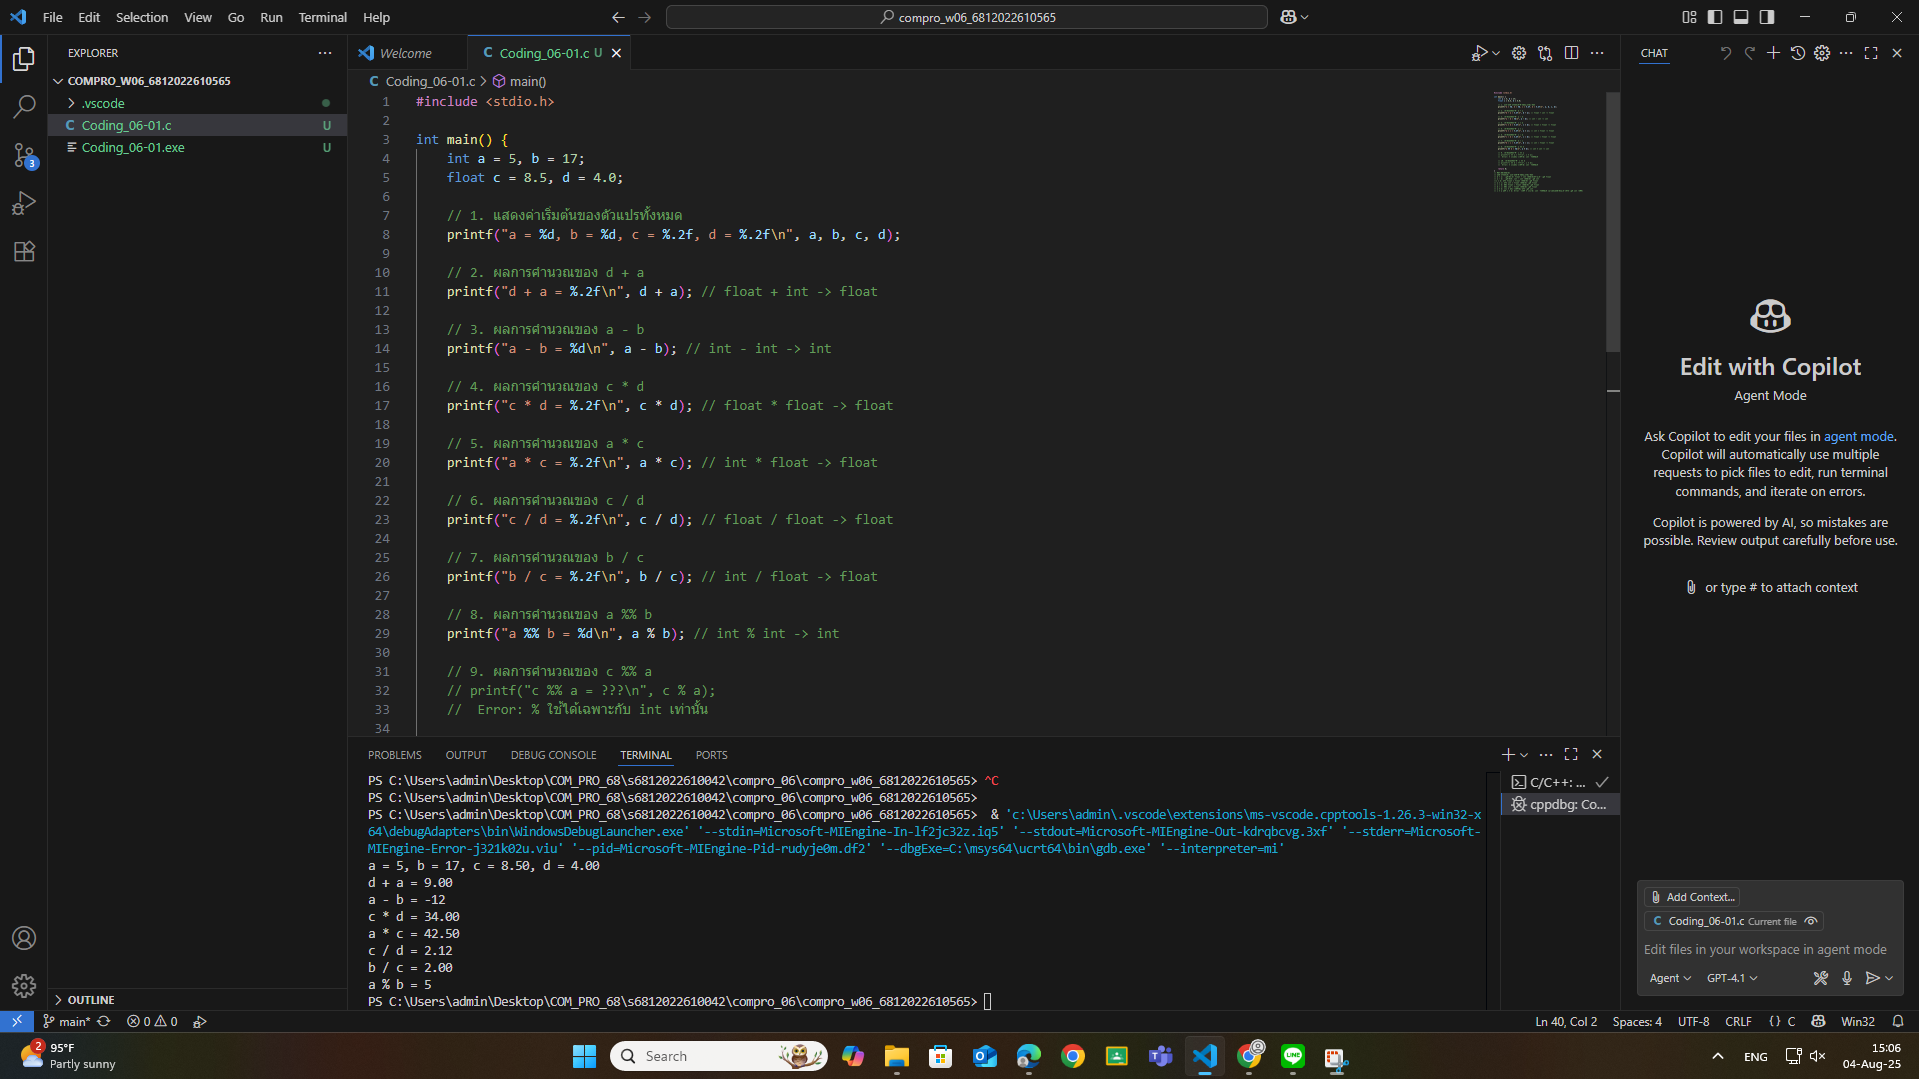 File Edit Selection View Go Run Terminal Help
compro_w06_6812022610565
EXPLORER
COMPRO_W06_6812022610565
.vscode
Coding_06-01.c U
Coding_06-01.exe U
OUTLINE
Welcome
C Coding_06-01.c U
C Coding_06-01.c > main()
1 #include <stdio.h>
2
3 int main() {
4 int a = 5, b = 17;
5 float c = 8.5, d = 4.0;
6
7 // 1. แสดงค่าเริ่มต้นของตัวแปรทั้งหมด
8 printf("a = %d, b = %d, c = %.2f, d = %.2f\n", a, b, c, d);
9
10 // 2. ผลการคำนวณของ d + a
11 printf("d + a = %.2f\n", d + a); // float + int -> float
12
13 // 3. ผลการคำนวณของ a - b
14 printf("a - b = %d\n", a - b); // int - int -> int
15
16 // 4. ผลการคำนวณของ c * d
17 printf("c * d = %.2f\n", c * d); // float * float -> float
18
19 // 5. ผลการคำนวณของ a * c
20 printf("a * c = %.2f\n", a * c); // int * float -> float
21
22 // 6. ผลการคำนวณของ c / d
23 printf("c / d = %.2f\n", c / d); // float / float -> float
24
25 // 7. ผลการคำนวณของ b / c
26 printf("b / c = %.2f\n", b / c); // int / float -> float
27
28 // 8. ผลการคำนวณของ a %% b
29 printf("a %% b = %d\n", a % b); // int % int -> int
30
31 // 9. ผลการคำนวณของ c %% a
32 // printf("c %% a = ???\n", c % a);
33 // Error: % ใช้ได้เฉพาะกับ int เท่านั้น
34
PROBLEMS OUTPUT DEBUG CONSOLE TERMINAL PORTS
PS C:\Users\admin\Desktop\COM_PRO_68\s6812022610042\compro_06\compro_w06_6812022610565> ^C
PS C:\Users\admin\Desktop\COM_PRO_68\s6812022610042\compro_06\compro_w06_6812022610565>
PS C:\Users\admin\Desktop\COM_PRO_68\s6812022610042\compro_06\compro_w06_6812022610565> & 'c:\Users\admin\.vscode\extensions\ms-vscode.cpptools-1.26.3-win32-x
64\debugAdapters\bin\WindowsDebugLauncher.exe' '--stdin=Microsoft-MIEngine-In-lf2jc32z.iq5' '--stdout=Microsoft-MIEngine-Out-kdrqbcvg.3xf' '--stderr=Microsoft-
MIEngine-Error-j321k02u.viu' '--pid=Microsoft-MIEngine-Pid-rudyje0m.df2' '--dbgExe=C:\msys64\ucrt64\bin\gdb.exe' '--interpreter=mi'
a = 5, b = 17, c = 8.50, d = 4.00
d + a = 9.00
a - b = -12
c * d = 34.00
a * c = 42.50
c / d = 2.12
b / c = 2.00
a % b = 5
PS C:\Users\admin\Desktop\COM_PRO_68\s6812022610042\compro_06\compro_w06_6812022610565>
C/C++: ...
cppdbg: Co...
CHAT
Edit with Copilot
Agent Mode
Ask Copilot to edit your files in agent mode.
Copilot will automatically use multiple
requests to pick files to edit, run terminal
commands, and iterate on errors.
Copilot is powered by AI, so mistakes are
possible. Review output carefully before use.
or type # to attach context
Add Context...
C Coding_06-01.c Current file
Edit files in your workspace in agent mode
Agent GPT-4.1
3
main* 0 0
Ln 40, Col 2 Spaces: 4 UTF-8 CRLF {} C Win32
2
95°F
Partly sunny
Search
LINE
ENG
15:06
04-Aug-25